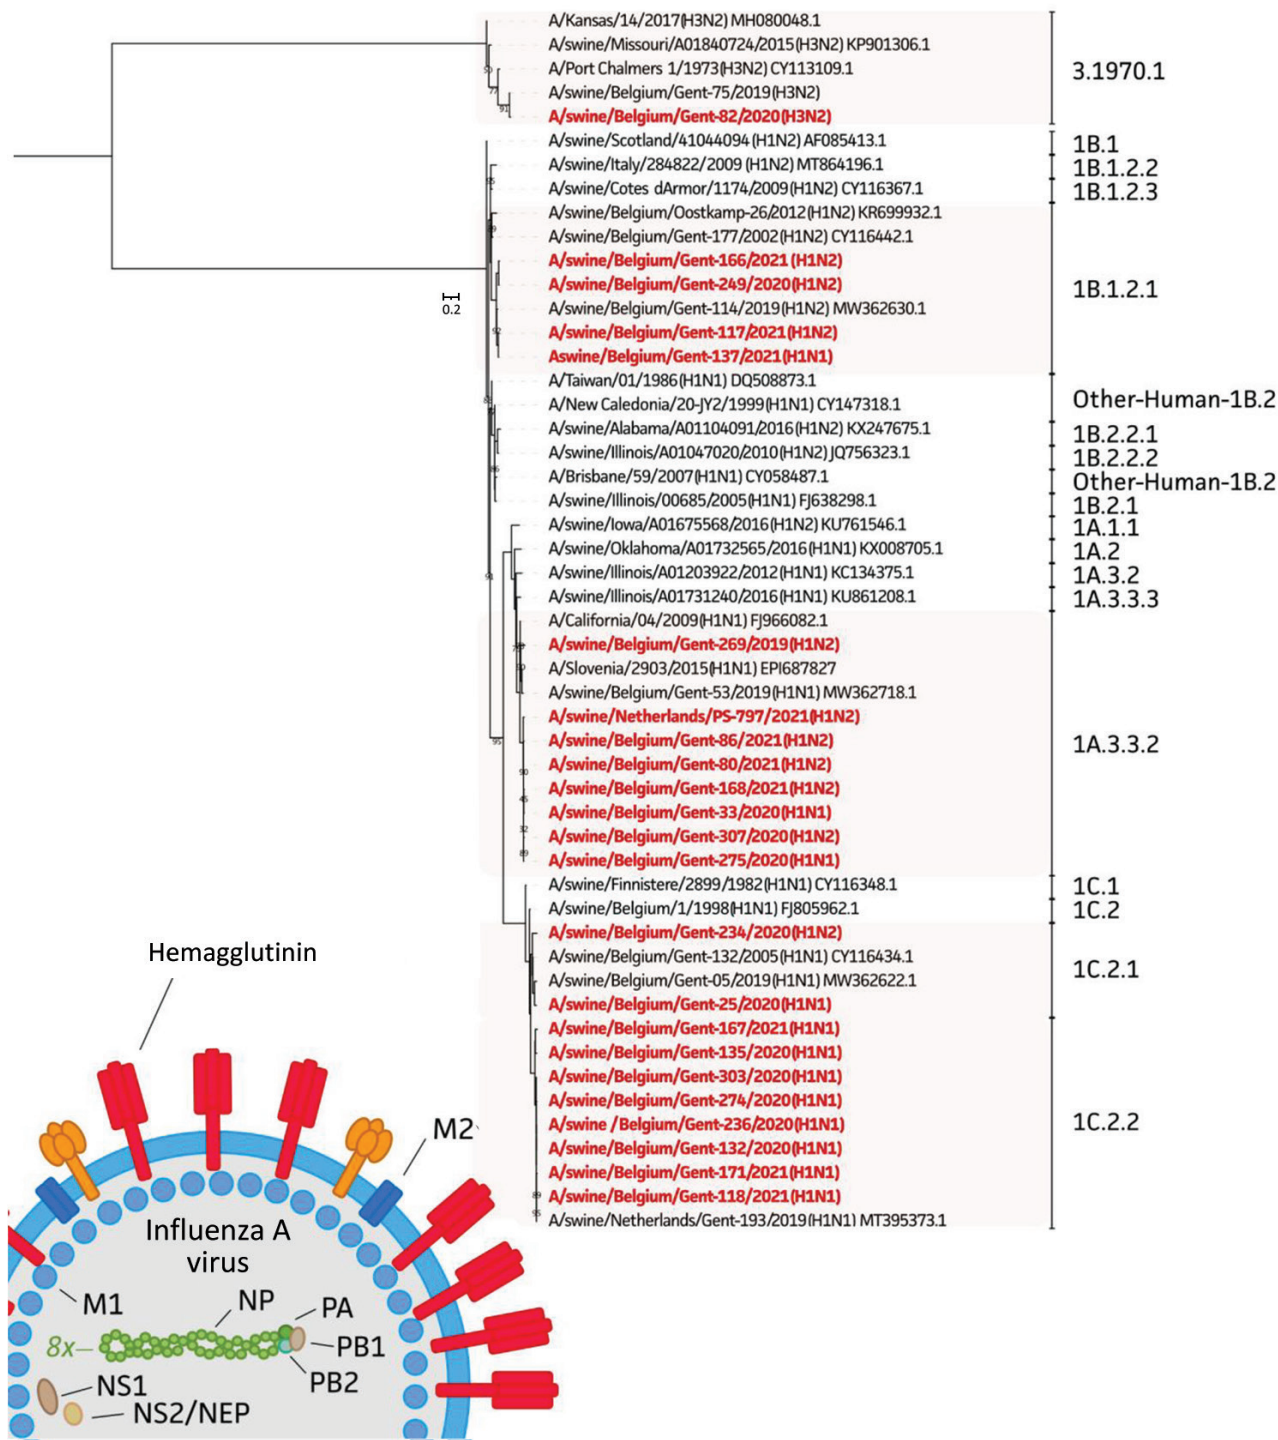 A/Kansas/14/2017(H3N2) MH080048.1
A/swine/Missouri/A01840724/2015(H3N2) KP901306.1
A/Port Chalmers 1/1973(H3N2) CY113109.1
A/swine/Belgium/Gent-75/2019(H3N2)
A/swine/Belgium/Gent-82/2020(H3N2)
3.1970.1
A/swine/Scotland/41044094 (H1N2) AF085413.1
1B.1
A/swine/Italy/284822/2009 (H1N2) MT864196.1
1B.1.2.2
A/swine/Cotes dArmor/1174/2009(H1N2) CY116367.1
1B.1.2.3
A/swine/Belgium/Oostkamp-26/2012(H1N2) KR699932.1
A/swine/Belgium/Gent-177/2002(H1N2) CY116442.1
A/swine/Belgium/Gent-166/2021 (H1N2)
A/swine/Belgium/Gent-249/2020(H1N2)
A/swine/Belgium/Gent-114/2019(H1N2) MW362630.1
A/swine/Belgium/Gent-117/2021(H1N2)
Aswine/Belgium/Gent-137/2021(H1N1)
1B.1.2.1
0.2
A/Taiwan/01/1986(H1N1) DQ508873.1
A/New Caledonia/20-JY2/1999(H1N1) CY147318.1
Other-Human-1B.2
A/swine/Alabama/A01104091/2016(H1N2) KX247675.1
1B.2.2.1
A/swine/Illinois/A01047020/2010(H1N2) JQ756323.1
1B.2.2.2
A/Brisbane/59/2007(H1N1) CY058487.1
Other-Human-1B.2
A/swine/Illinois/00685/2005(H1N1) FJ638298.1
1B.2.1
A/swine/Iowa/A01675568/2016(H1N2) KU761546.1
1A.1.1
A/swine/Oklahoma/A01732565/2016(H1N1) KX008705.1
1A.2
A/swine/Illinois/A01203922/2012(H1N1) KC134375.1
1A.3.2
A/swine/Illinois/A01731240/2016(H1N1) KU861208.1
1A.3.3.3
A/California/04/2009(H1N1) FJ966082.1
A/swine/Belgium/Gent-269/2019(H1N2)
A/Slovenia/2903/2015(H1N1) EPI687827
A/swine/Belgium/Gent-53/2019(H1N1) MW362718.1
A/swine/Netherlands/PS-797/2021(H1N2)
A/swine/Belgium/Gent-86/2021(H1N2)
A/swine/Belgium/Gent-80/2021(H1N2)
A/swine/Belgium/Gent-168/2021(H1N2)
A/swine/Belgium/Gent-33/2020(H1N1)
A/swine/Belgium/Gent-307/2020(H1N2)
A/swine/Belgium/Gent-275/2020(H1N1)
1A.3.3.2
A/swine/Finnistere/2899/1982(H1N1) CY116348.1
1C.1
A/swine/Belgium/1/1998(H1N1) FJ805962.1
1C.2
A/swine/Belgium/Gent-234/2020(H1N2)
A/swine/Belgium/Gent-132/2005(H1N1) CY116434.1
A/swine/Belgium/Gent-05/2019(H1N1) MW362622.1
A/swine/Belgium/Gent-25/2020(H1N1)
1C.2.1
A/swine/Belgium/Gent-167/2021(H1N1)
A/swine/Belgium/Gent-135/2020(H1N1)
A/swine/Belgium/Gent-303/2020(H1N1)
A/swine/Belgium/Gent-274/2020(H1N1)
A/swine /Belgium/Gent-236/2020(H1N1)
A/swine/Belgium/Gent-132/2020(H1N1)
A/swine/Belgium/Gent-171/2021(H1N1)
A/swine/Belgium/Gent-118/2021(H1N1)
A/swine/Netherlands/Gent-193/2019(H1N1) MT395373.1
1C.2.2
Hemagglutinin
M2
Influenza A
virus
M1
NP
PA
8x
PB1
PB2
NS1
NS2/NEP